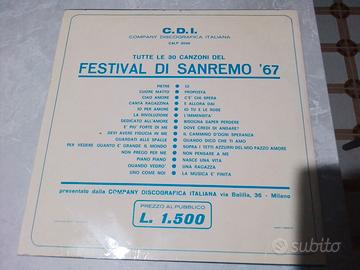 C.D.I.
COMPANY DISCOGRAFICA ITALIANA
TUTTE LE 30 CANZONI DEL
FESTIVAL DI SANREMO '67
PIETRE IO
CUORE MATTO PROPOSTA
CIAO AMORE C'E' CHI SPERA
CANTA RAGAZZINA E ALLORA DAI
IO PER AMORE IO TU E LE ROSE
LA RIVOLUZIONE L'IMMENSITA'
DEDICATO ALL'AMORE BISOGNA SAPER PERDERE
E' PIU' FORTE DI ME DOVE CREDI DI ANDARE?
DEVI AVERE FIDUCIA IN ME IL CAMMINO D'OGNI SPERANZA
GUARDATI ALLE SPALLE QUANDO DICO CHE TI AMO
PER VEDERE QUANTO E' GRANDE IL MONDO SOPRA I TETTI AZZURRI DEL MIO PAZZO AMORE
NON PREGO PER ME NON PENSARE A ME
PIANO PIANO NASCE UNA VITA
QUANDO VEDRO' UNA RAGAZZA
UNO COME NOI LA MUSICA E' FINITA
presentato dalla COMPANY DISCOGRAFICA ITALIANA via Balilla, 36 - Milano
PREZZO AL PUBBLICO
L. 1.500
subito